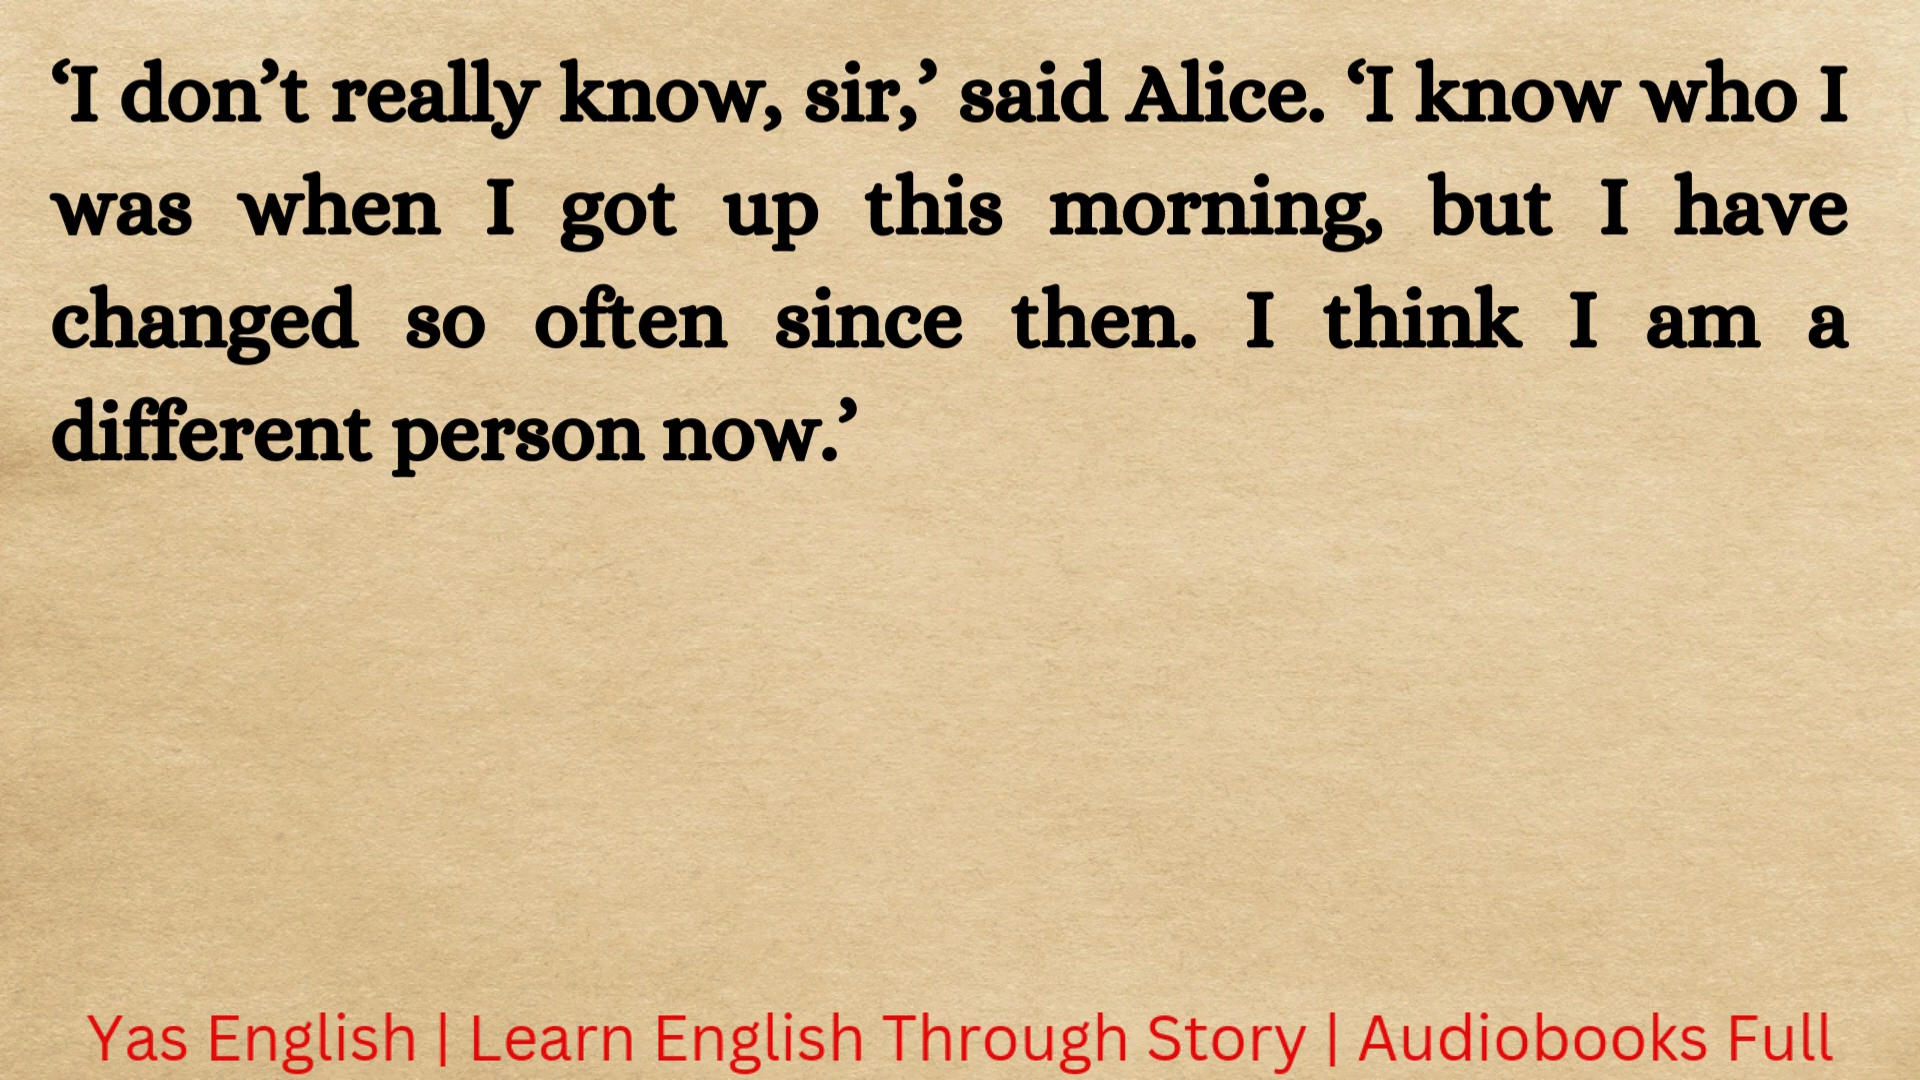 ‘I don’t really know, sir,’ said Alice. ‘I know who I
was when I got up this morning, but I have
changed so often since then. I think I am a
different person now.’
Yas English | Learn English Through Story | Audiobooks Full